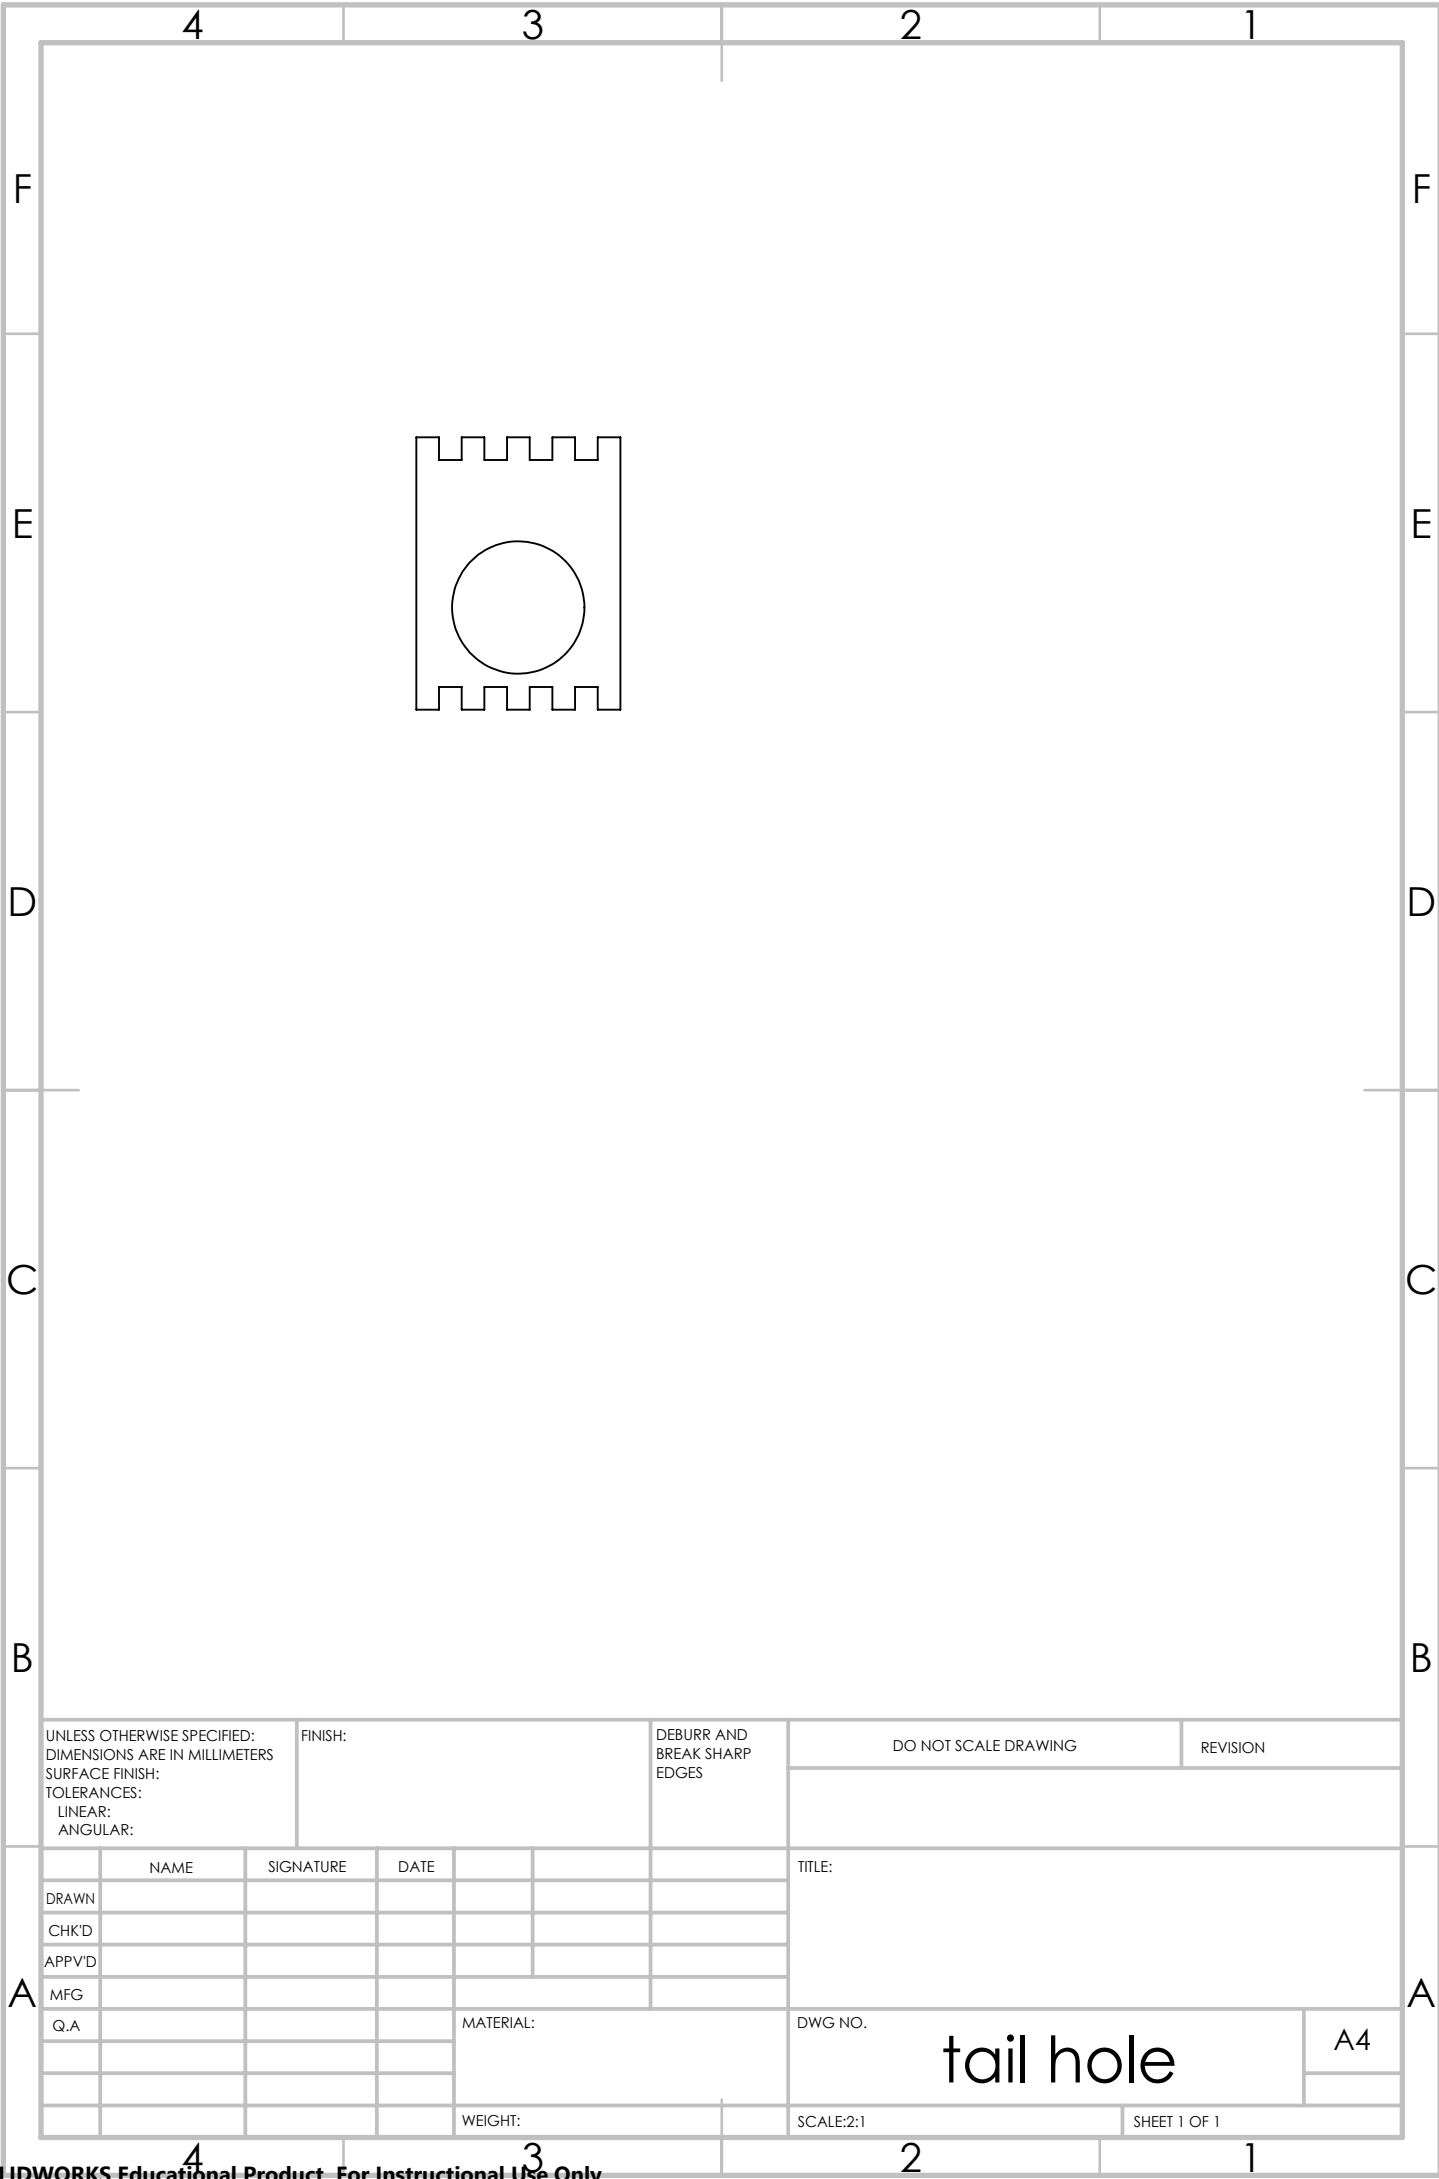 4 3 2 1
F F
E E
D D
C C
B B
UNLESS OTHERWISE SPECIFIED:
DIMENSIONS ARE IN MILLIMETERS
SURFACE FINISH:
TOLERANCES:
LINEAR:
ANGULAR:
FINISH:
DEBURR AND
BREAK SHARP
EDGES
DO NOT SCALE DRAWING
REVISION
NAME SIGNATURE DATE
TITLE:
DRAWN
CHK'D
APPV'D
A A
MFG
Q.A
MATERIAL:
DWG NO.
tail hole
A4
WEIGHT:
SCALE:2:1
SHEET 1 OF 1
4 3 2 1
LIDWORKS Educational Product. For Instructional Use Only.